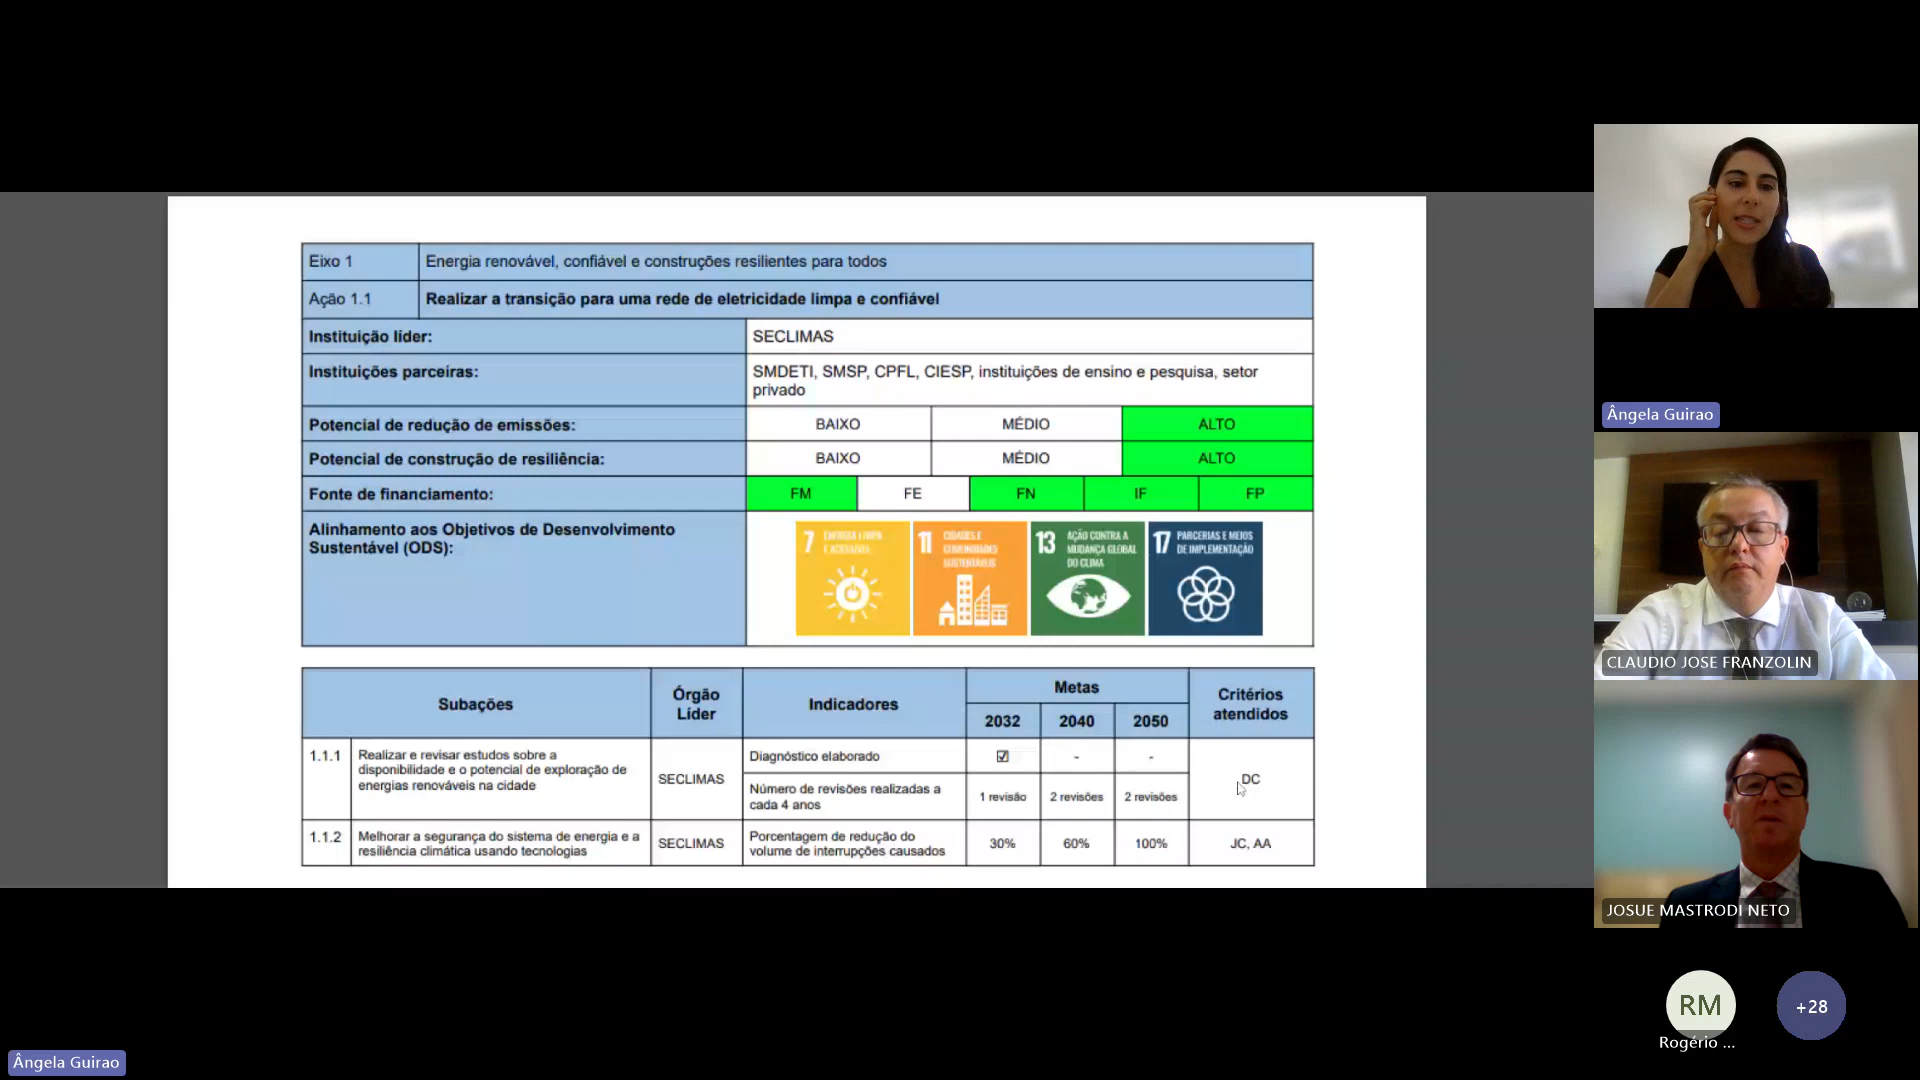 Eixo 1
Energia renovável, confiável e construções resilientes para todos
Ação 1.1
Realizar a transição para uma rede de eletricidade limpa e confiável
Instituição líder:
SECLIMAS
Instituições parceiras:
SMDETI, SMSP, CPFL, CIESP, instituições de ensino e pesquisa, setor
privado
Potencial de redução de emissões:
BAIXO
MÉDIO
ALTO
Potencial de construção de resiliência:
BAIXO
MÉDIO
ALTO
Fonte de financiamento:
FM
FE
FN
IF
FP
Alinhamento aos Objetivos de Desenvolvimento
Sustentável (ODS):
7 ENERGIA LIMPA
E ACESSÍVEL
11 CIDADES E
COMUNIDADES
SUSTENTÁVEIS
13 AÇÃO CONTRA A
MUDANÇA GLOBAL
DO CLIMA
17 PARCERIAS E MEIOS
DE IMPLEMENTAÇÃO
Subações
Órgão
Líder
Indicadores
Metas
2032
2040
2050
Critérios
atendidos
1.1.1
Realizar e revisar estudos sobre a
disponibilidade e o potencial de exploração de
energias renováveis na cidade
SECLIMAS
Diagnóstico elaborado
☑
-
-
Número de revisões realizadas a
cada 4 anos
1 revisão
2 revisões
2 revisões
DC
1.1.2
Melhorar a segurança do sistema de energia e a
resiliência climática usando tecnologias
SECLIMAS
Porcentagem de redução do
volume de interrupções causados
30%
60%
100%
JC, AA
Ângela Guirao
CLAUDIO JOSE FRANZOLIN
JOSUE MASTRODI NETO
RM
Rogério ...
+28
Ângela Guirao